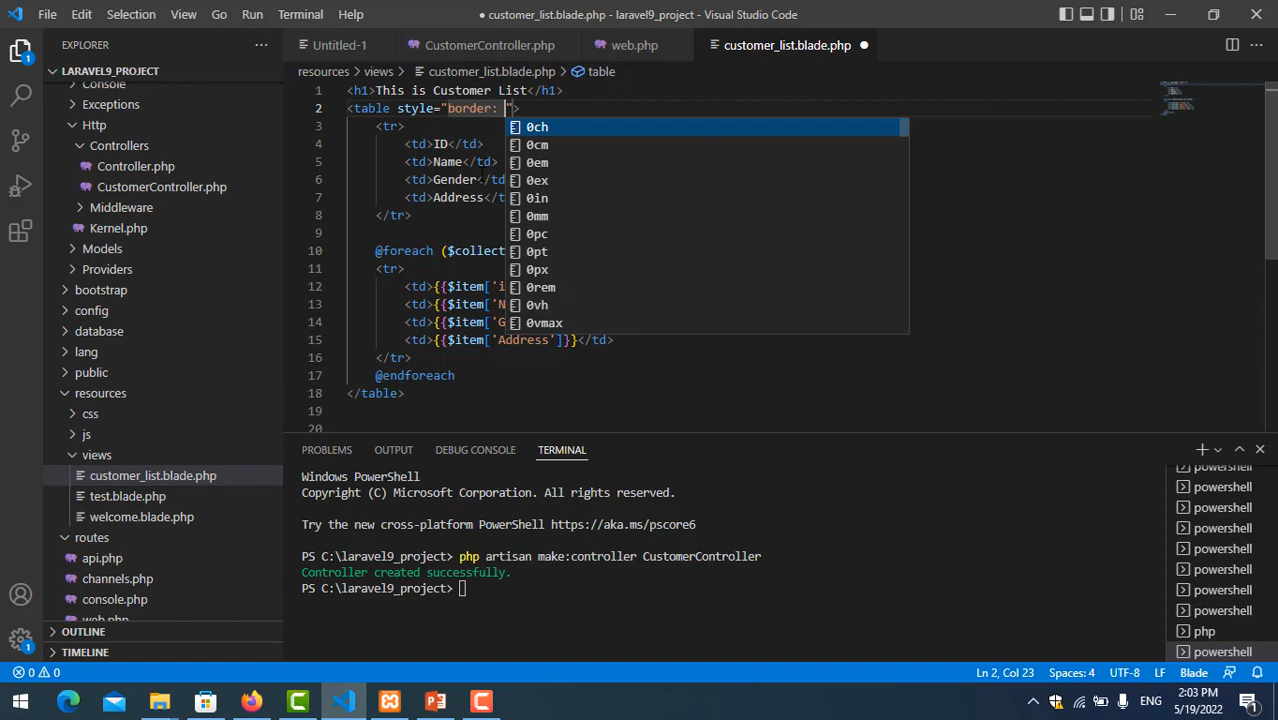 File Edit Selection View Go Run Terminal Help
● customer_list.blade.php - laravel9_project - Visual Studio Code
EXPLORER
LARAVEL9_PROJECT
Console
Exceptions
Http
Controllers
Controller.php
CustomerController.php
Middleware
Kernel.php
Models
Providers
bootstrap
config
database
lang
public
resources
css
js
views
customer_list.blade.php
test.blade.php
welcome.blade.php
routes
api.php
channels.php
console.php
web.php
OUTLINE
TIMELINE
Untitled-1 CustomerController.php web.php customer_list.blade.php ●
resources > views > customer_list.blade.php > table
1 <h1>This is Customer List</h1>
2 <table style="border: ">
3 <tr>
4 <td>ID</td>
5 <td>Name</td>
6 <td>Gender</td
7 <td>Address</t
8 </tr>
9
10 @foreach ($collect
11 <tr>
12 <td>{{$item['i
13 <td>{{$item['N
14 <td>{{$item['G
15 <td>{{$item['Address']}}</td>
16 </tr>
17 @endforeach
18 </table>
19
20
0ch
0cm
0em
0ex
0in
0mm
0pc
0pt
0px
0rem
0vh
0vmax
PROBLEMS OUTPUT DEBUG CONSOLE TERMINAL
Windows PowerShell
Copyright (C) Microsoft Corporation. All rights reserved.
Try the new cross-platform PowerShell https://aka.ms/pscore6
PS C:\laravel9_project> php artisan make:controller CustomerController
Controller created successfully.
PS C:\laravel9_project>
powershell
powershell
powershell
powershell
powershell
powershell
powershell
powershell
php
powershell
1
1
0 0 Ln 2, Col 23 Spaces: 4 UTF-8 LF Blade
ENG 2:03 PM
5/19/2022
1